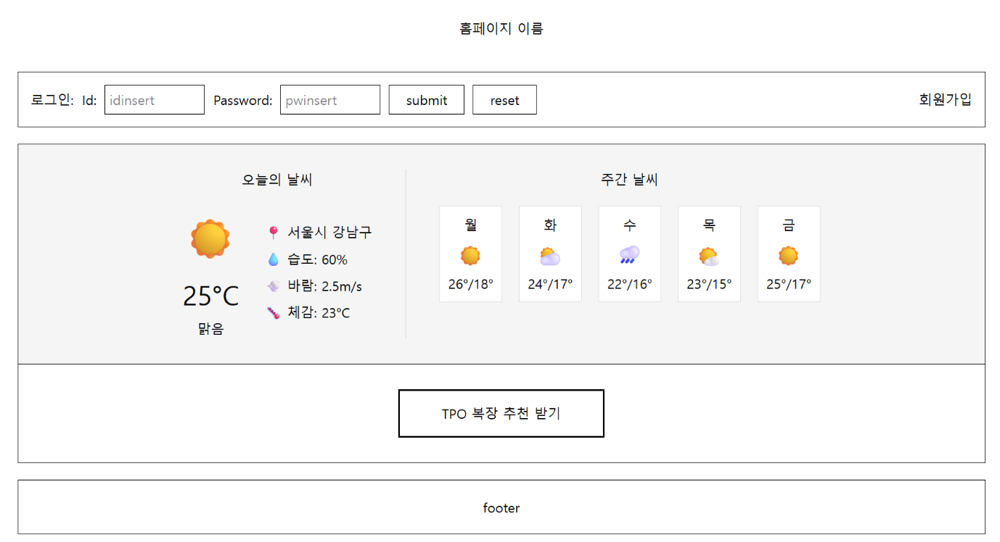 홈페이지 이름
로그인: Id: idinsert Password: pwinsert submit reset 회원가입
오늘의 날씨
25°C
맑음
서울시 강남구
습도: 60%
바람: 2.5m/s
체감: 23°C
주간 날씨
월 화 수 목 금
26°/18° 24°/17° 22°/16° 23°/15° 25°/17°
TPO 복장 추천 받기
footer